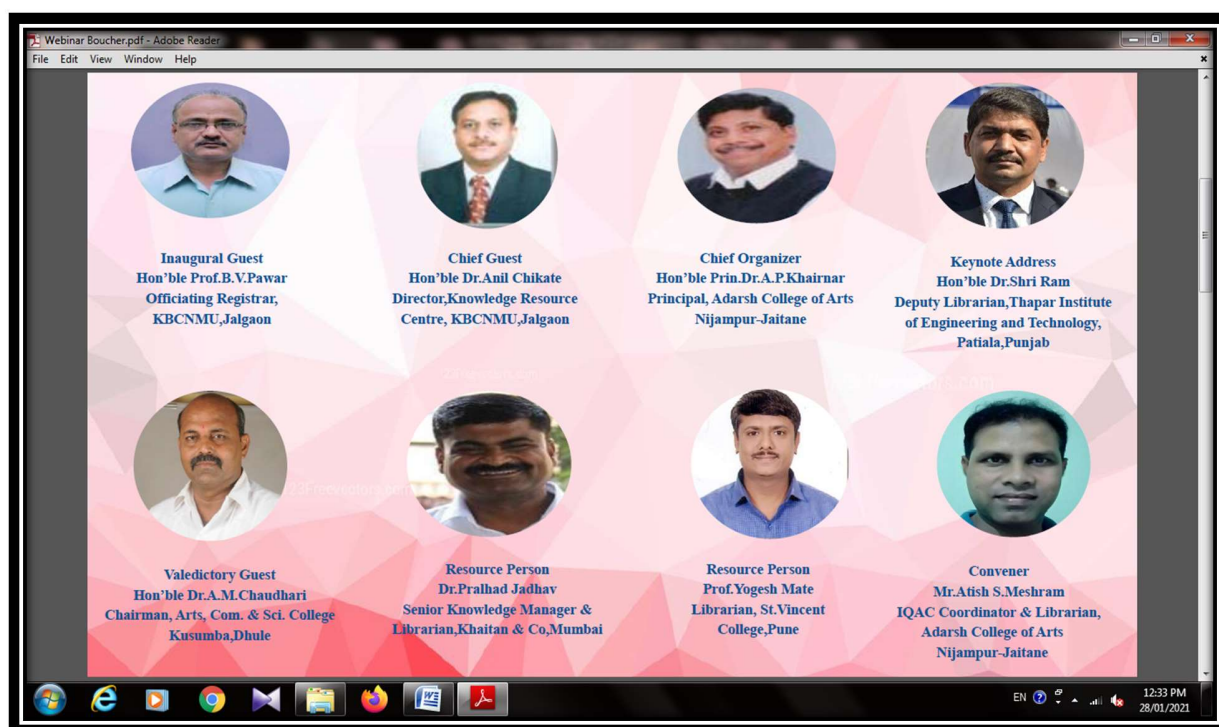 Webinar Boucher.pdf - Adobe Reader
File Edit View Window Help
Inaugural Guest
Hon'ble Prof.B.V.Pawar
Officiating Registrar,
KBCNMU,Jalgaon
Chief Guest
Hon'ble Dr.Anil Chikate
Director,Knowledge Resource
Centre, KBCNMU,Jalgaon
Chief Organizer
Hon'ble Prin.Dr.A.P.Khairnar
Principal, Adarsh College of Arts
Nijampur-Jaitane
Keynote Address
Hon'ble Dr.Shri Ram
Deputy Librarian,Thapar Institute
of Engineering and Technology,
Patiala,Punjab
Valedictory Guest
Hon'ble Dr.A.M.Chaudhari
Chairman, Arts, Com. & Sci. College
Kusumba,Dhule
Resource Person
Dr.Pralhad Jadhav
Senior Knowledge Manager &
Librarian,Khaitan & Co,Mumbai
Resource Person
Prof.Yogesh Mate
Librarian, St.Vincent
College,Pune
Convener
Mr.Atish S.Meshram
IQAC Coordinator & Librarian,
Adarsh College of Arts
Nijampur-Jaitane
EN
12:33 PM
28/01/2021